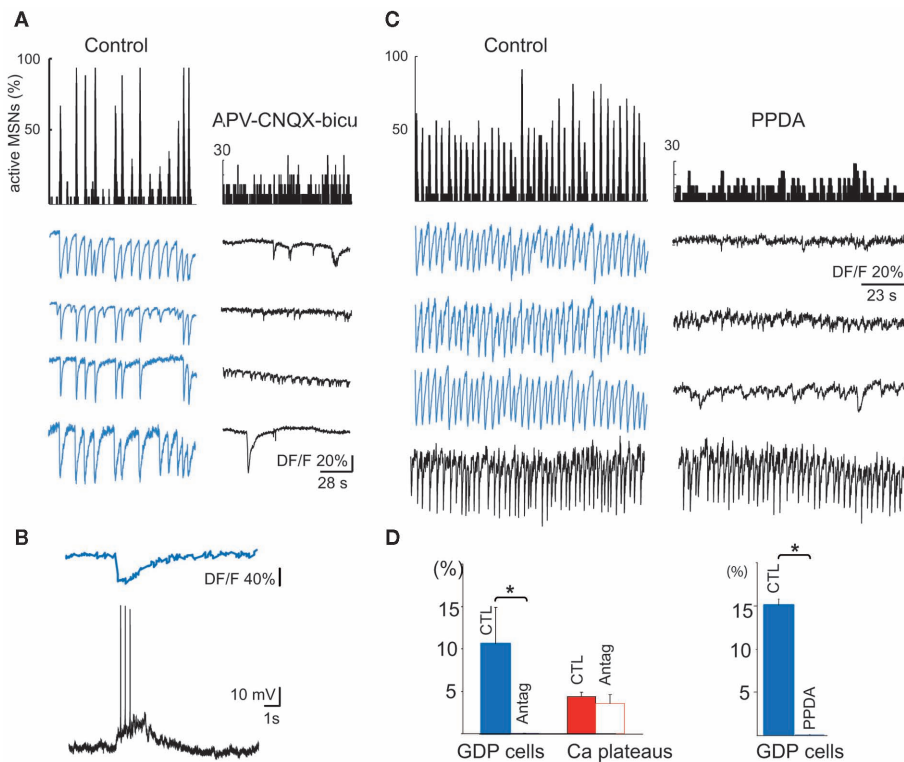 A
Control
100
50
active MSNs (%)
APV-CNQX-bicu
30
DF/F 20%
28 s
C
Control
100
50
PPDA
30
DF/F 20%
23 s
B
DF/F 40%
10 mV
1s
D
(%)
15
10
5
CTL
*
Antag
CTL
Antag
GDP cells
Ca plateaus
(%)
15
10
5
CTL
*
PPDA
GDP cells